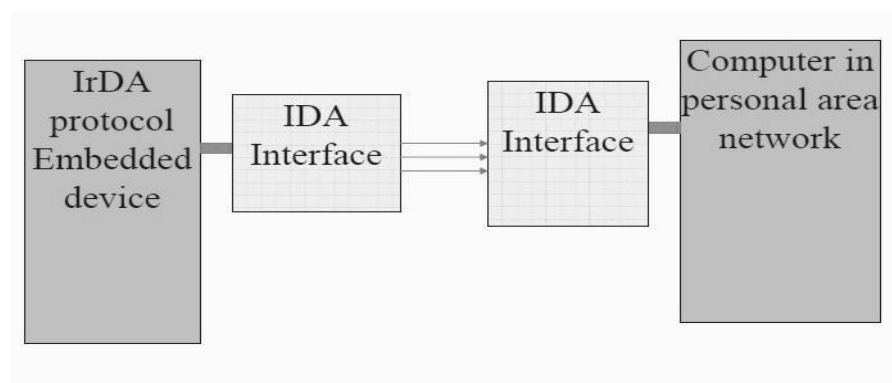 IrDA
protocol
Embedded
device
IDA
Interface
IDA
Interface
Computer in
personal area
network